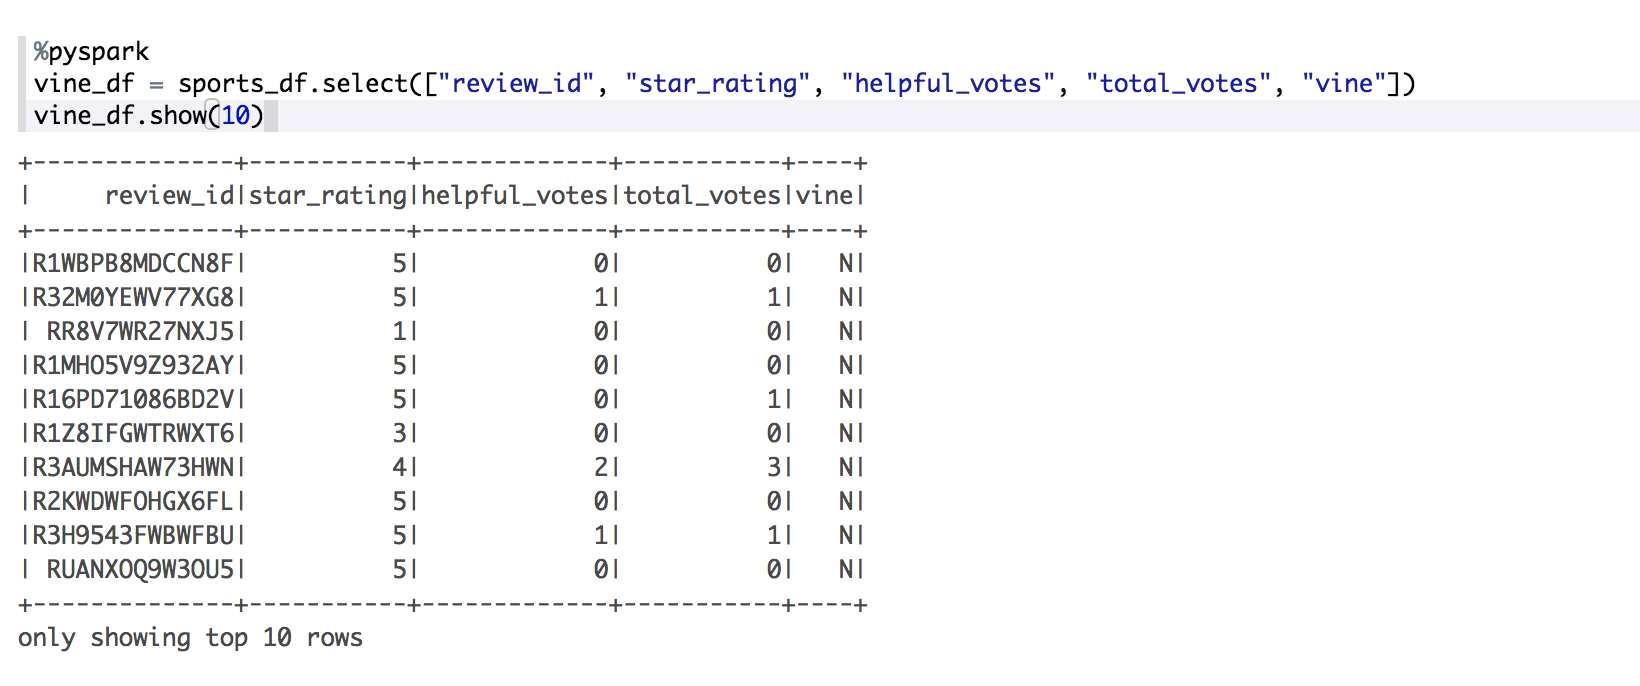 %pyspark
vine_df = sports_df.select(["review_id", "star_rating", "helpful_votes", "total_votes", "vine"])
vine_df.show(10)
+--------------+-----------+-------------+-----------+----+
|     review_id|star_rating|helpful_votes|total_votes|vine|
+--------------+-----------+-------------+-----------+----+
|R1WBPB8MDCCN8F|          5|            0|          0|   N|
|R32M0YEWV77XG8|          5|            1|          1|   N|
| RR8V7WR27NXJ5|          1|            0|          0|   N|
|R1MHO5V9Z932AY|          5|            0|          0|   N|
|R16PD71086BD2V|          5|            0|          1|   N|
|R1Z8IFGWTRWXT6|          3|            0|          0|   N|
|R3AUMSHAW73HWN|          4|            2|          3|   N|
|R2KWDWFOHGX6FL|          5|            0|          0|   N|
|R3H9543FWBWFBU|          5|            1|          1|   N|
| RUANXOQ9W3OU5|          5|            0|          0|   N|
+--------------+-----------+-------------+-----------+----+
only showing top 10 rows